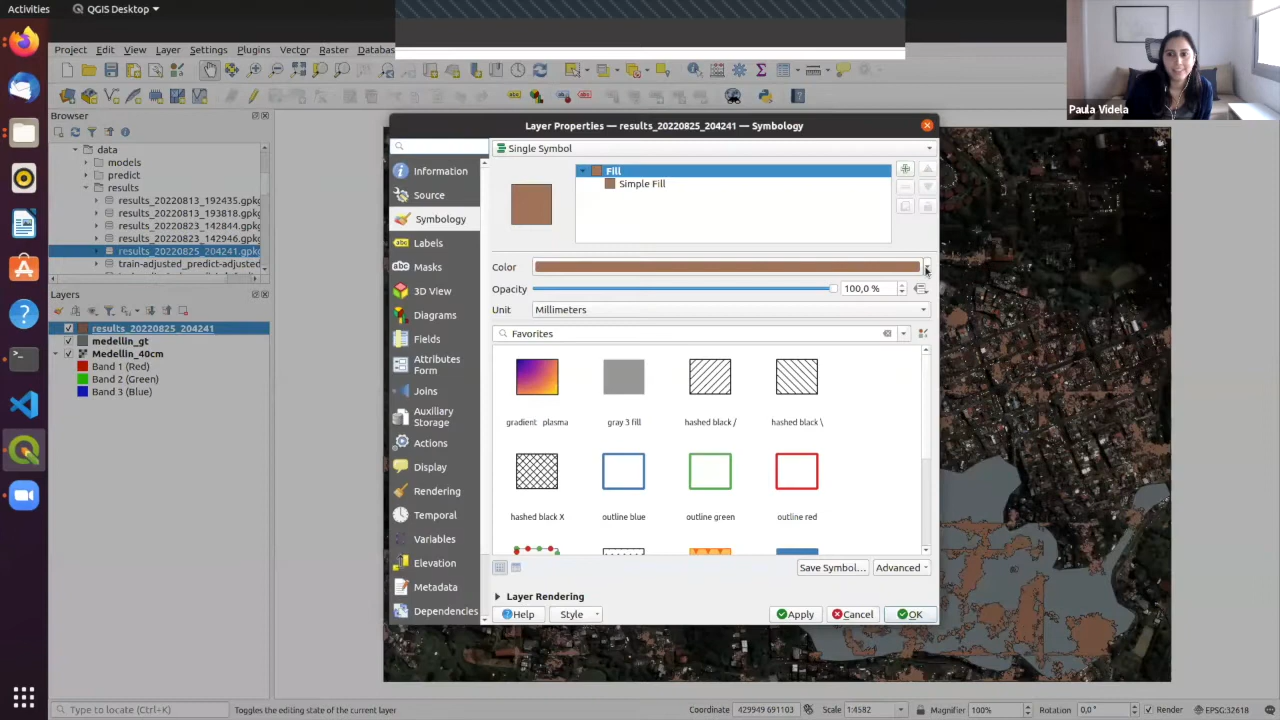 Activities
QGIS Desktop
Paula Videla
Project Edit View Layer Settings Plugins Vector Raster Databas
Browser
data
models
predict
results
results_20220813_192435.gpkg
results_20220813_193818.gpkg
results_20220823_142844.gpkg
results_20220823_142946.gpkg
results_20220825_204241.gpkg
train-adjusted_predict-adjusted
Layers
results_20220825_204241
medellin_gt
Medellin_40cm
Band 1 (Red)
Band 2 (Green)
Band 3 (Blue)
Layer Properties — results_20220825_204241 — Symbology
Information
Source
Symbology
Labels
Masks
3D View
Diagrams
Fields
Attributes
Form
Joins
Auxiliary
Storage
Actions
Display
Rendering
Temporal
Variables
Elevation
Metadata
Dependencies
Single Symbol
Fill
Simple Fill
Color
Opacity 100,0 %
Unit Millimeters
Favorites
gradient plasma
gray 3 fill
hashed black /
hashed black \
hashed black X
outline blue
outline green
outline red
Save Symbol...
Advanced
Layer Rendering
Help
Style
Apply
Cancel
OK
Type to locate (Ctrl+K)
Toggles the editing state of the current layer
Coordinate 429949 691103
Scale 1:4582
Magnifier 100%
Rotation 0,0 °
Render
EPSG:32618